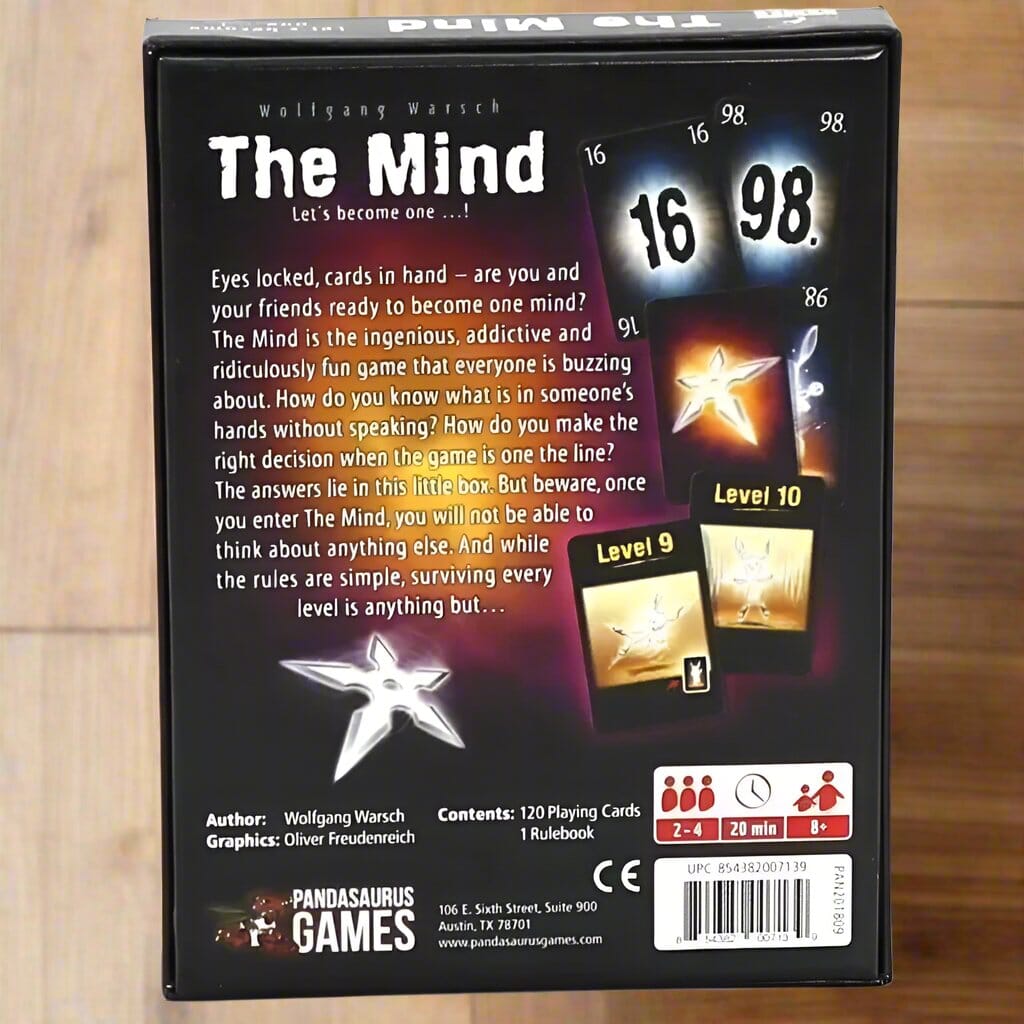 The Mind
Wolfgang Warsch
The Mind
Let's become one ...!
16
16
98.
98.
16
98.
16
98.
Eyes locked, cards in hand – are you and
your friends ready to become one mind?
The Mind is the ingenious, addictive and
ridiculously fun game that everyone is buzzing
about. How do you know what is in someone's
hands without speaking? How do you make the
right decision when the game is one the line?
The answers lie in this little box. But beware, once
you enter The Mind, you will not be able to
think about anything else. And while
the rules are simple, surviving every
level is anything but...
Level 10
Level 9
Author: Wolfgang Warsch
Graphics: Oliver Freudenreich
Contents: 120 Playing Cards
1 Rulebook
2-4
20 min
8+
CE
UPC 854382007139
PAN201809
PANDASAURUS
GAMES
106 E. Sixth Street, Suite 900
Austin, TX 78701
www.pandasaurusgames.com